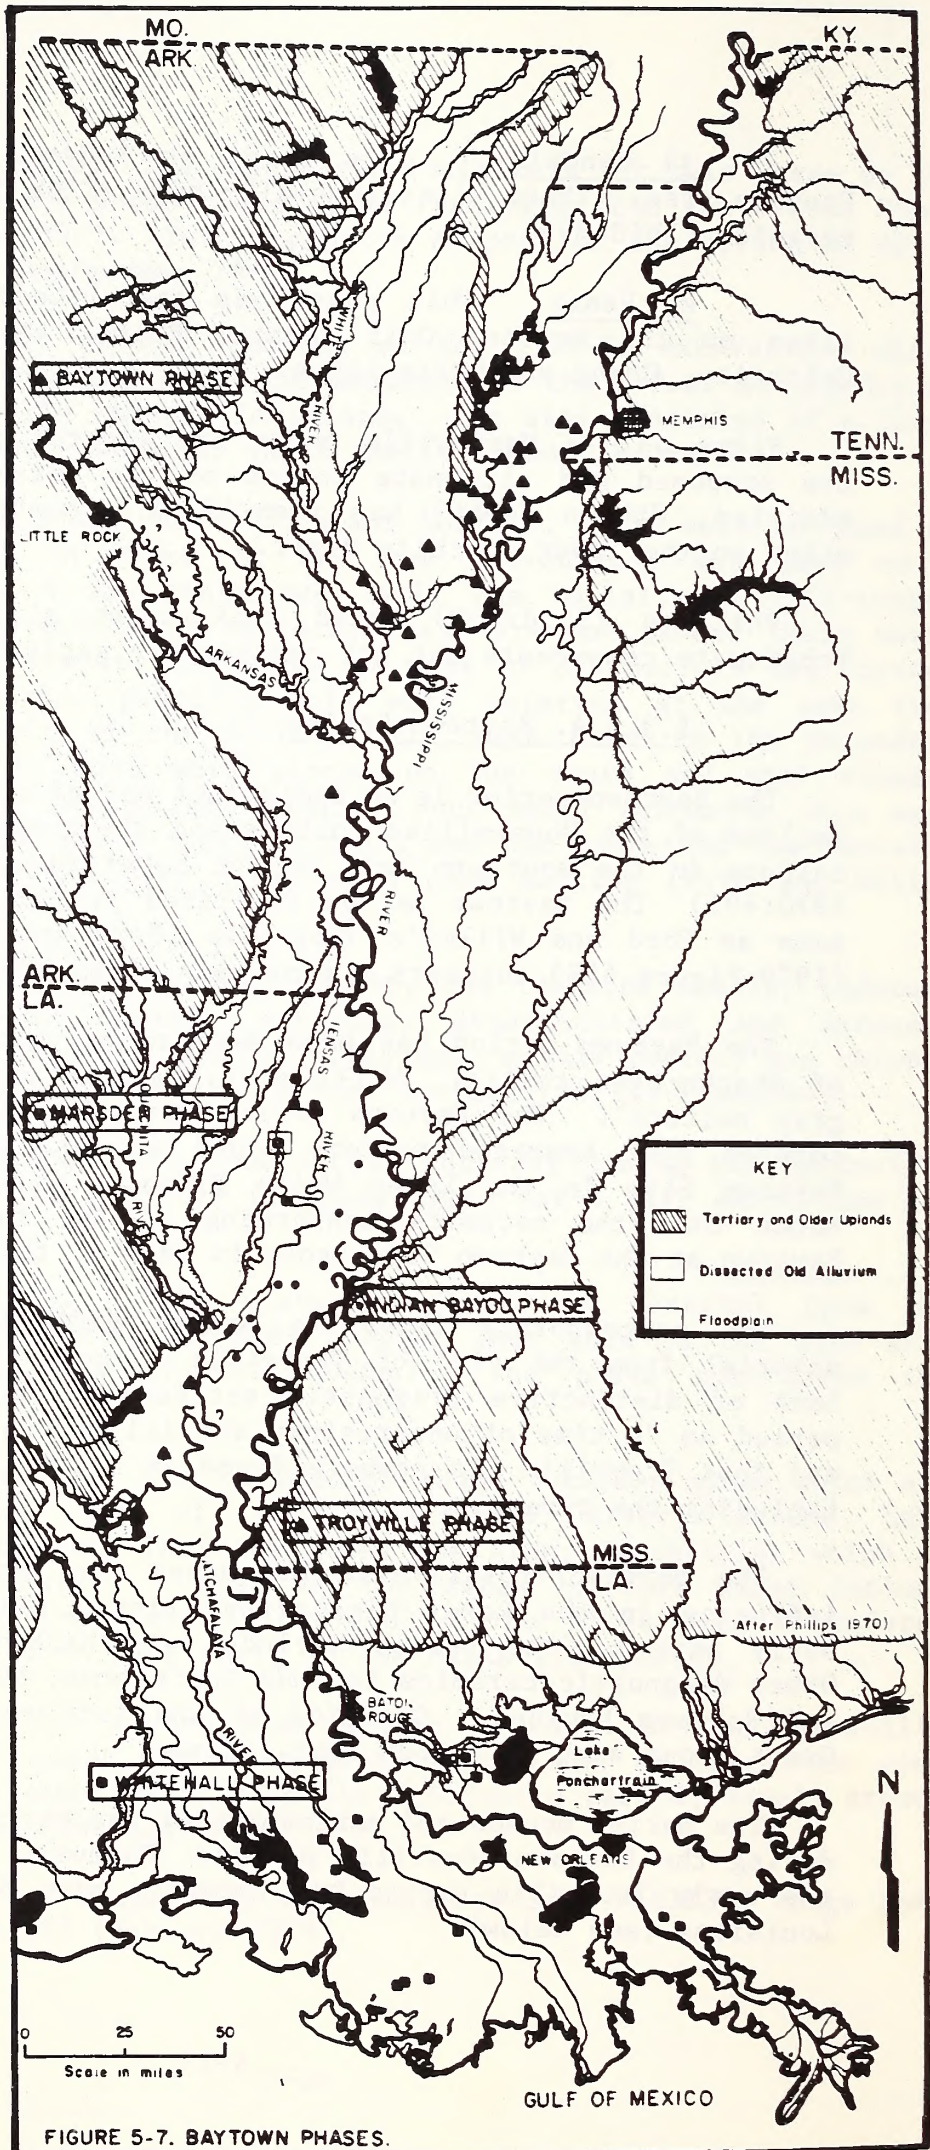 MO.
ARK.
KY.
WHITE
RIVER
▲ BAYTOWN PHASE
MEMPHIS
TENN.
MISS.
LITTLE ROCK
ARKANSAS
MISSISSIPPI
RIVER
ARK.
LA.
TENSAS
RIVER
● MARSDEN PHASE
OUACHITA
RIVER
KEY
Tertiary and Older Uplands
Dissected Old Alluvium
Floodplain
• INDIAN BAYOU PHASE
▲ TROYVILLE PHASE
MISS.
LA.
ATCHAFALAYA
RIVER
(After Phillips 1970)
BATON
ROUGE
■ WHITEHALL PHASE
Lake
Ponchartrain
N
NEW ORLEANS
0 25 50
Scale in miles
GULF OF MEXICO
FIGURE 5-7. BAYTOWN PHASES.